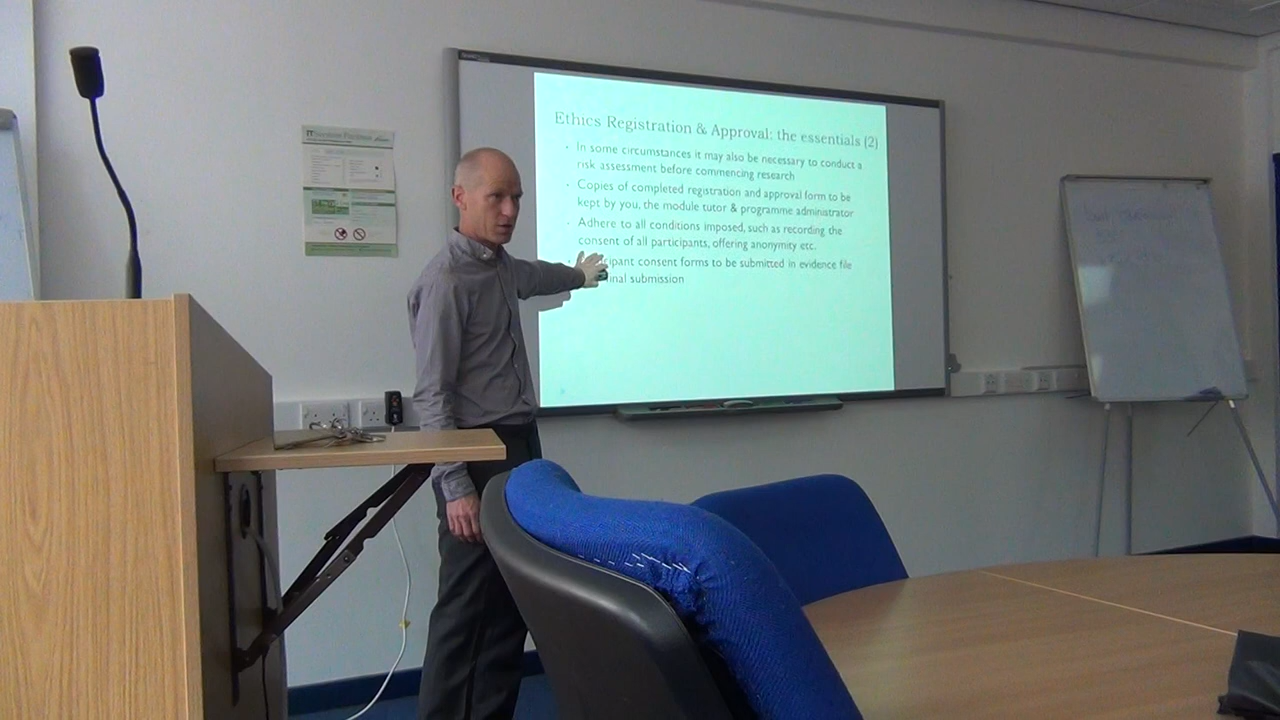 Ethics Registration & Approval: the essentials (2)
In some circumstances it may also be necessary to conduct a
risk assessment before commencing research
Copies of completed registration and approval form to be
kept by you, the module tutor & programme administrator
Adhere to all conditions imposed, such as recording the
consent of all participants, offering anonymity etc.
consent forms to be submitted in evidence file
submission